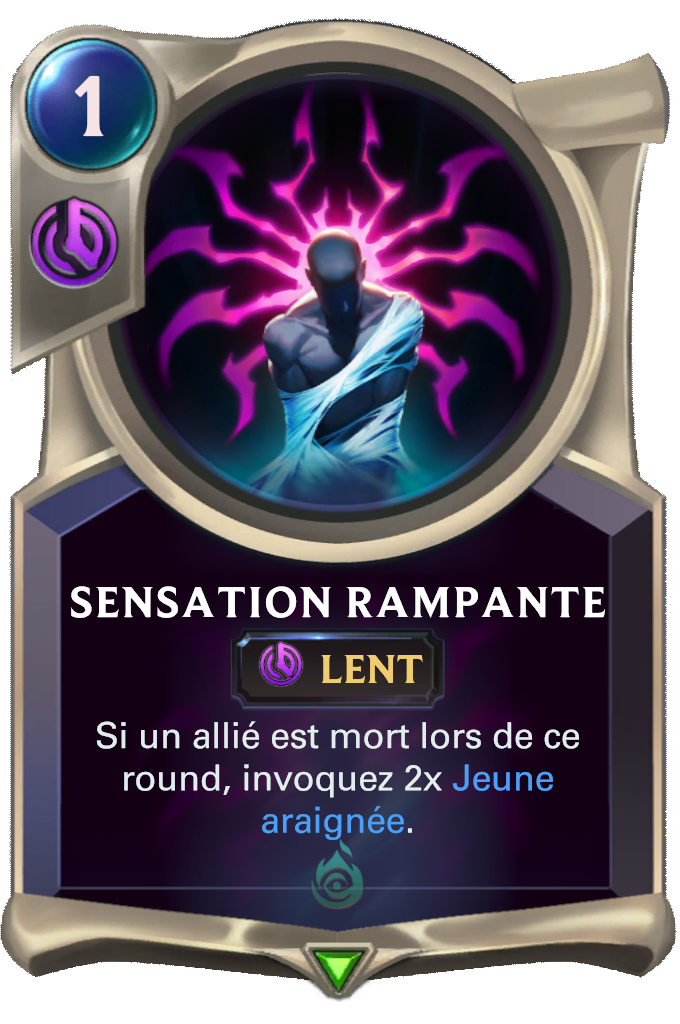 1
SENSATION RAMPANTE
LENT
Si un allié est mort lors de ce
round, invoquez 2x Jeune
araignée.